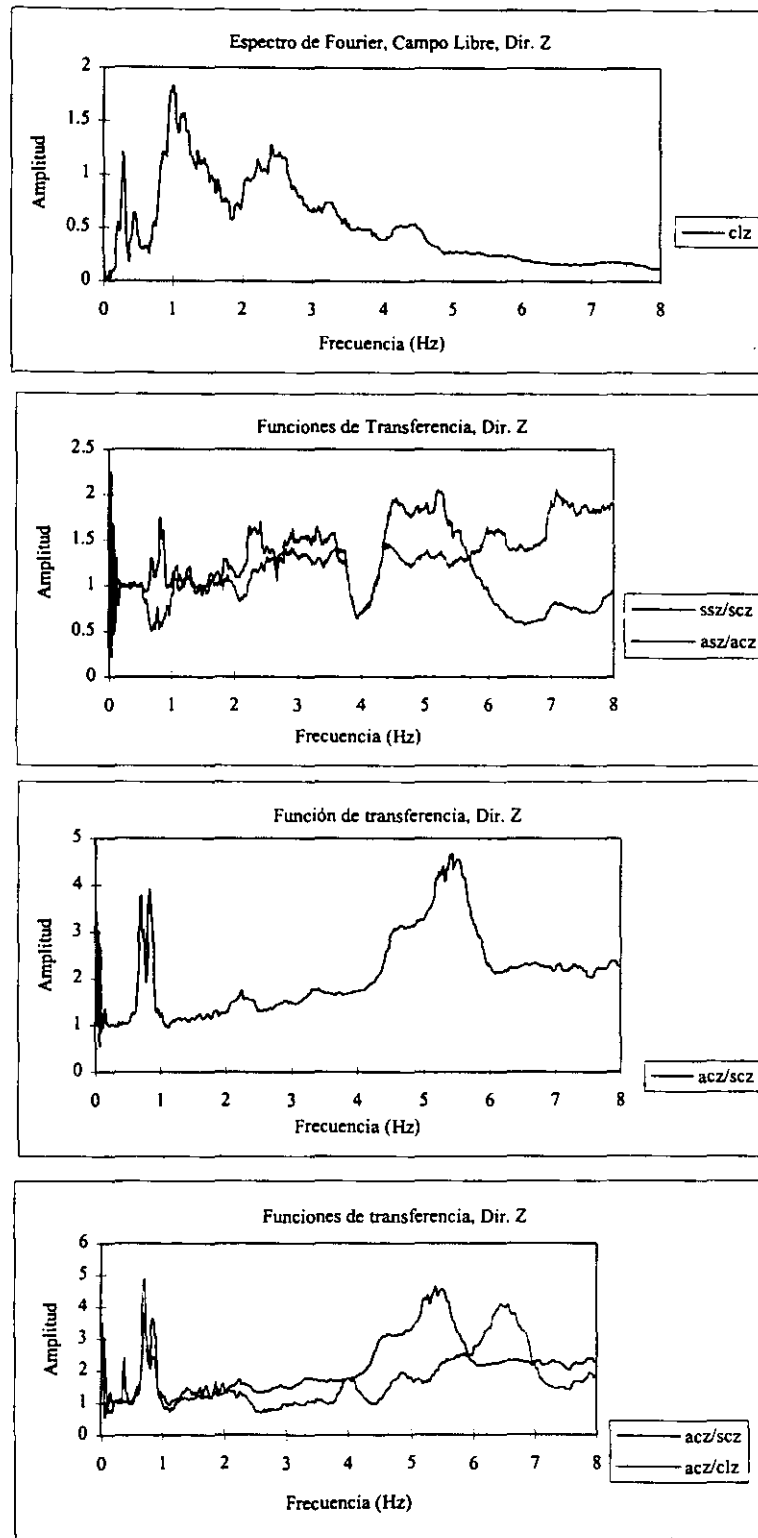 Espectro de Fourier, Campo Libre, Dir. Z
2
1.5
1
0.5
0
Amplitud
0 1 2 3 4 5 6 7 8
Frecuencia (Hz)
clz
Funciones de Transferencia, Dir. Z
2.5
2
1.5
1
0.5
0
Amplitud
0 1 2 3 4 5 6 7 8
Frecuencia (Hz)
ssz/scz
asz/acz
Función de transferencia, Dir. Z
5
4
3
2
1
0
Amplitud
0 1 2 3 4 5 6 7 8
Frecuencia (Hz)
acz/scz
Funciones de transferencia, Dir. Z
6
5
4
3
2
1
0
Amplitud
0 1 2 3 4 5 6 7 8
Frecuencia (Hz)
acz/scz
acz/clz